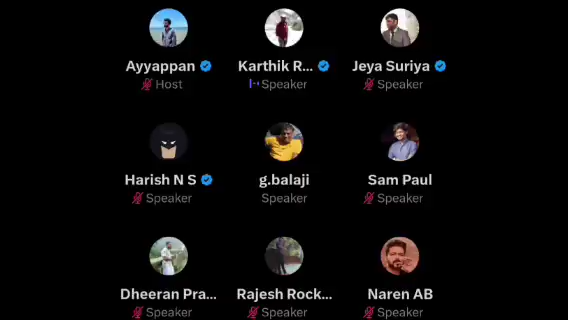 Ayyappan Karthik R... Jeya Suriya
Host Speaker Speaker
Harish N S g.balaji Sam Paul
Speaker Speaker Speaker
Dheeran Pra... Rajesh Rock... Naren AB
Speaker Speaker Speaker